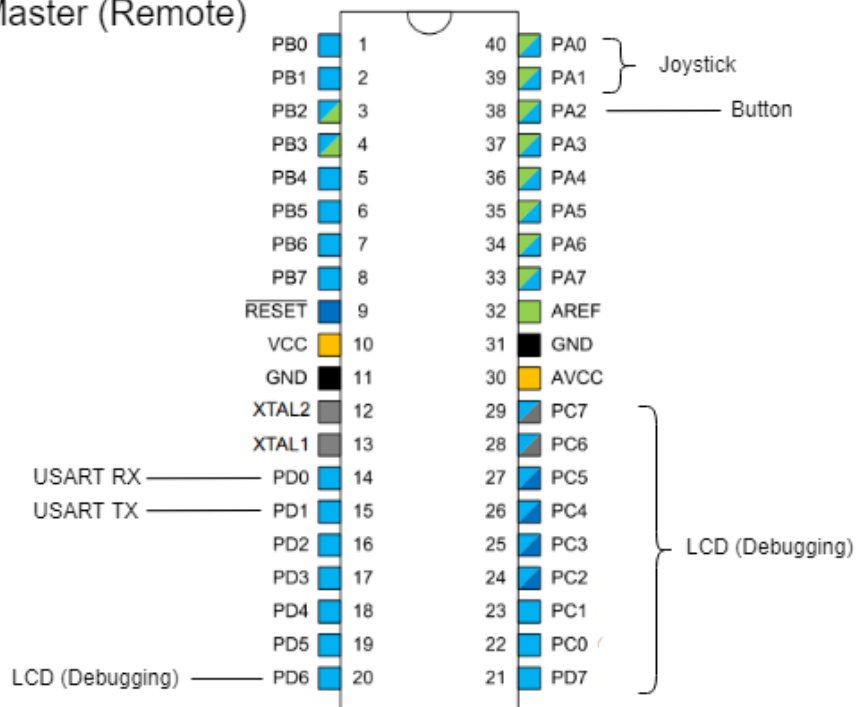 Master (Remote)
PB0 1 40 PA0
PB1 2 39 PA1
Joystick
PB2 3 38 PA2 Button
PB3 4 37 PA3
PB4 5 36 PA4
PB5 6 35 PA5
PB6 7 34 PA6
PB7 8 33 PA7
RESET 9 32 AREF
VCC 10 31 GND
GND 11 30 AVCC
XTAL2 12 29 PC7
XTAL1 13 28 PC6
USART RX PD0 14 27 PC5
USART TX PD1 15 26 PC4
PD2 16 25 PC3
LCD (Debugging)
PD3 17 24 PC2
PD4 18 23 PC1
PD5 19 22 PC0
LCD (Debugging) PD6 20 21 PD7